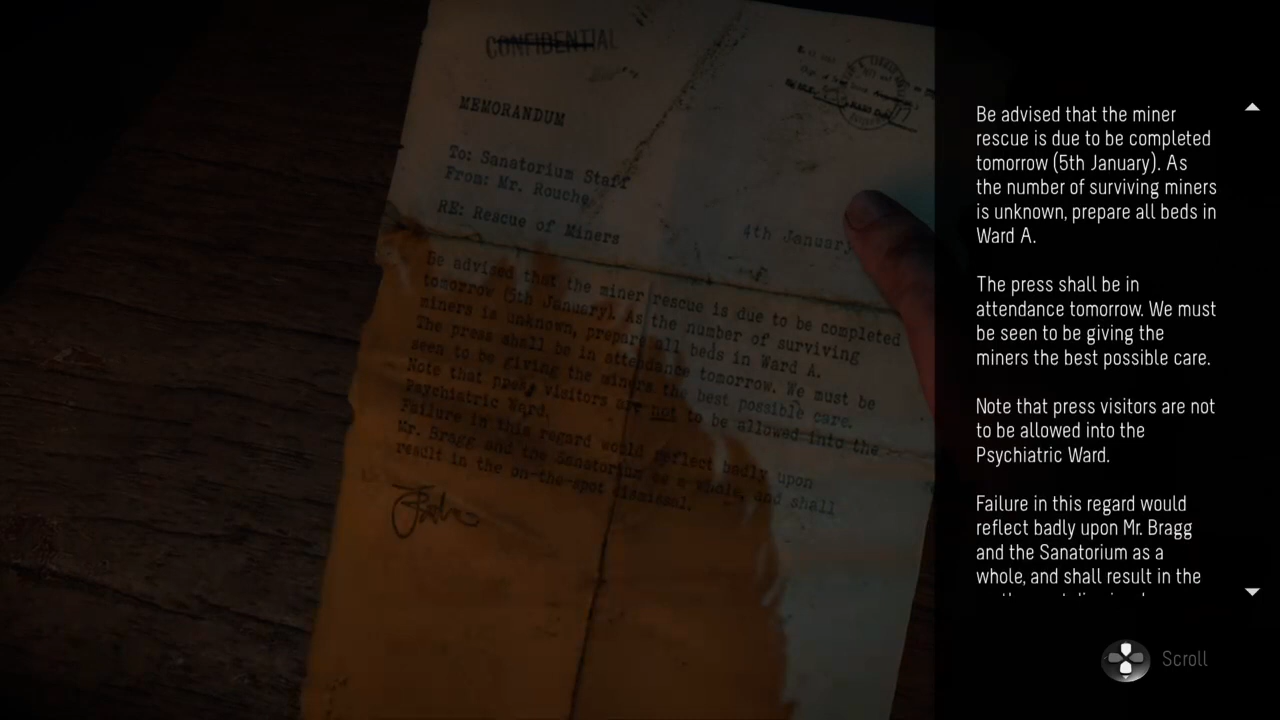 CONFIDENTIAL
MEMORANDUM
To: Sanatorium Staff
From: Mr. Rouche
RE: Rescue of Miners
4th January
Be advised that the miner rescue is due to be completed
tomorrow (5th January). As the number of surviving
miners is unknown, prepare all beds in Ward A.
The press shall be in attendance tomorrow. We must be
seen to be giving the miners the best possible care.
Note that press visitors are not to be allowed into the
Psychiatric Ward.
Failure in this regard would reflect badly upon
Mr. Bragg and the Sanatorium as a whole, and shall
result in the on-the-spot dismissal.
Be advised that the miner
rescue is due to be completed
tomorrow (5th January). As
the number of surviving miners
is unknown, prepare all beds in
Ward A.
The press shall be in
attendance tomorrow. We must
be seen to be giving the
miners the best possible care.
Note that press visitors are not
to be allowed into the
Psychiatric Ward.
Failure in this regard would
reflect badly upon Mr. Bragg
and the Sanatorium as a
whole, and shall result in the
Scroll